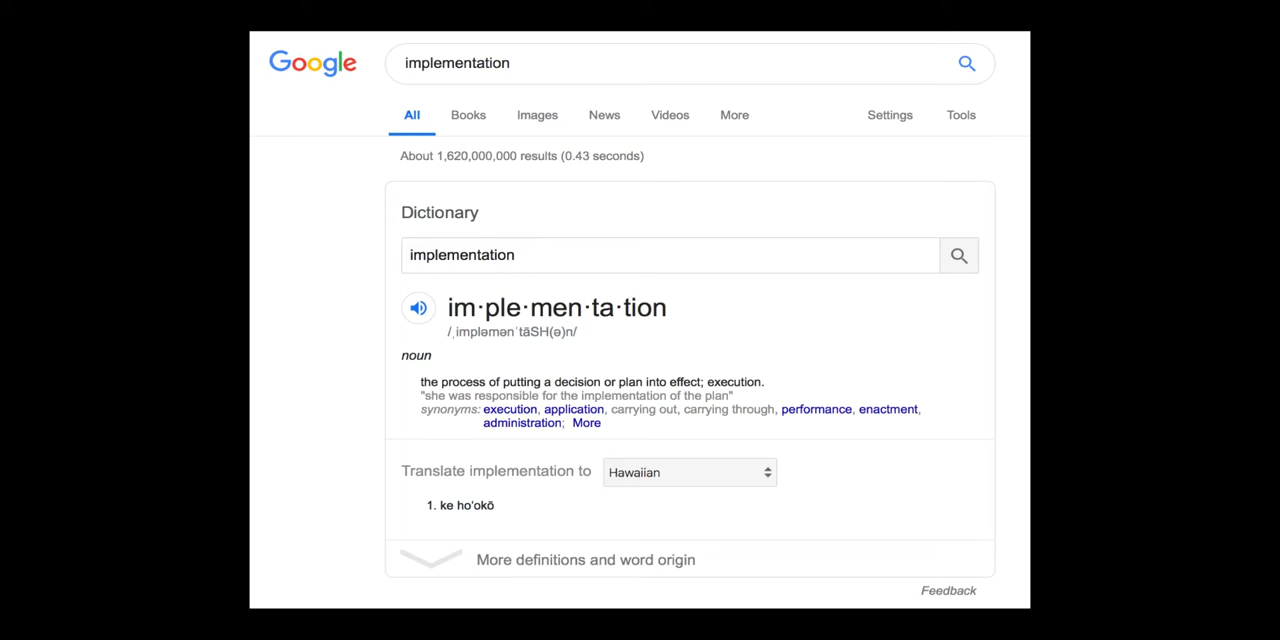 Google
implementation
All Books Images News Videos More Settings Tools
About 1,620,000,000 results (0.43 seconds)
Dictionary
implementation
im·ple·men·ta·tion
/ˌimpləmənˈtāSH(ə)n/
noun
the process of putting a decision or plan into effect; execution.
"she was responsible for the implementation of the plan"
synonyms: execution, application, carrying out, carrying through, performance, enactment,
administration; More
Translate implementation to Hawaiian
1. ke hoʻokō
More definitions and word origin
Feedback